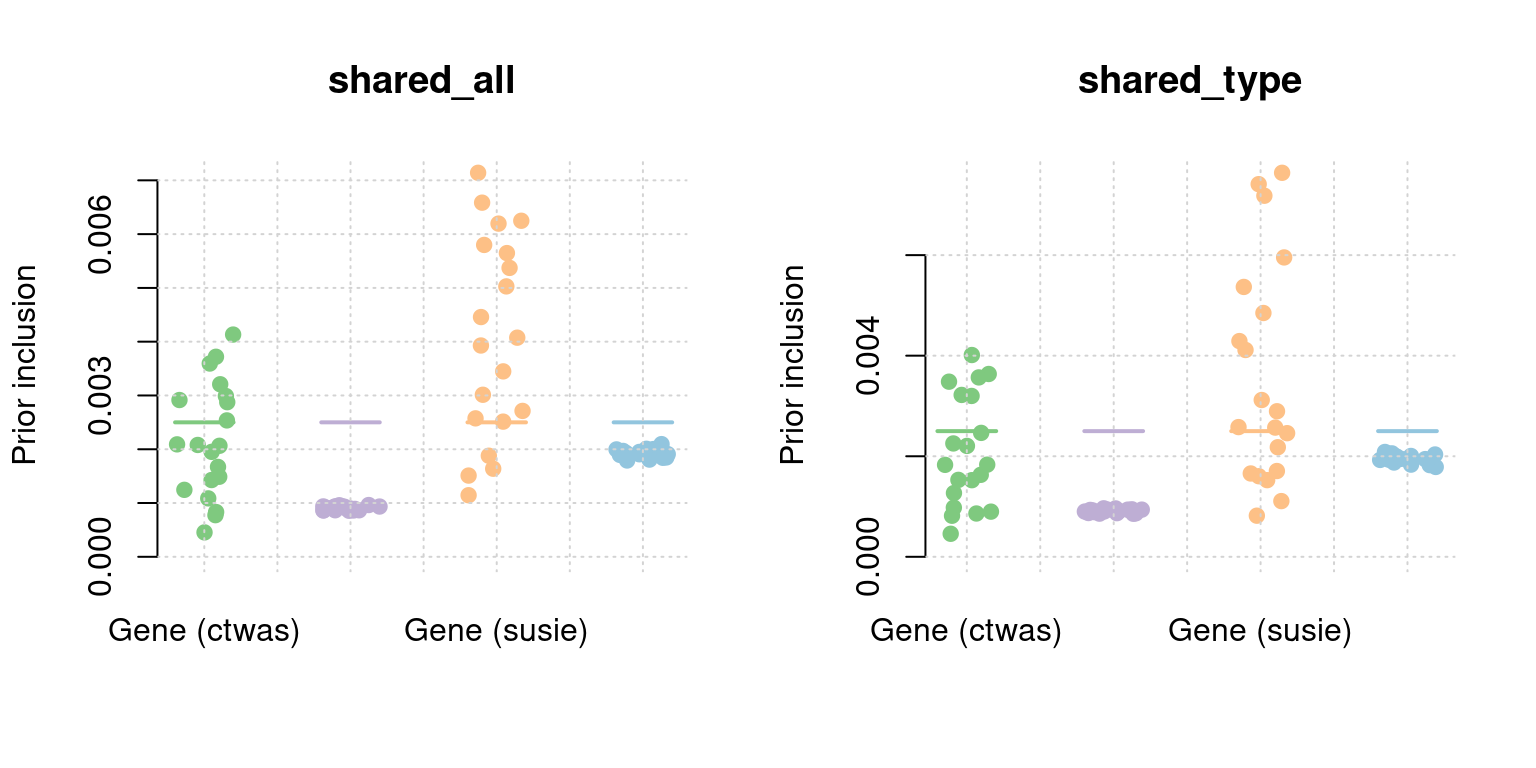 shared_all
Prior inclusion
0.006
0.003
0.000
Gene (ctwas)
Gene (susie)
shared_type
Prior inclusion
0.004
0.000
Gene (ctwas)
Gene (susie)